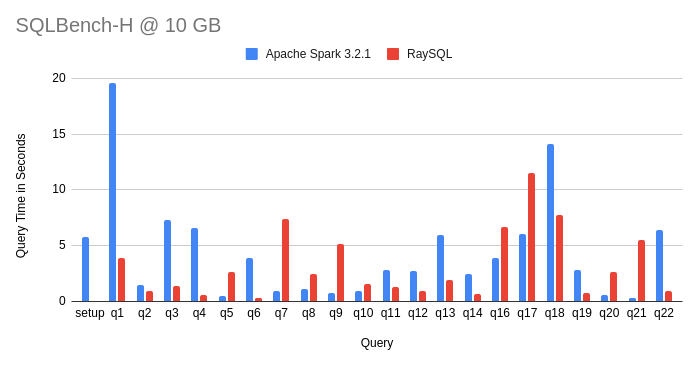 SQLBench-H @ 10 GB
Apache Spark 3.2.1 RaySQL
Query Time in Seconds
20
15
10
5
0
setup q1 q2 q3 q4 q5 q6 q7 q8 q9 q10 q11 q12 q13 q14 q16 q17 q18 q19 q20 q21 q22
Query